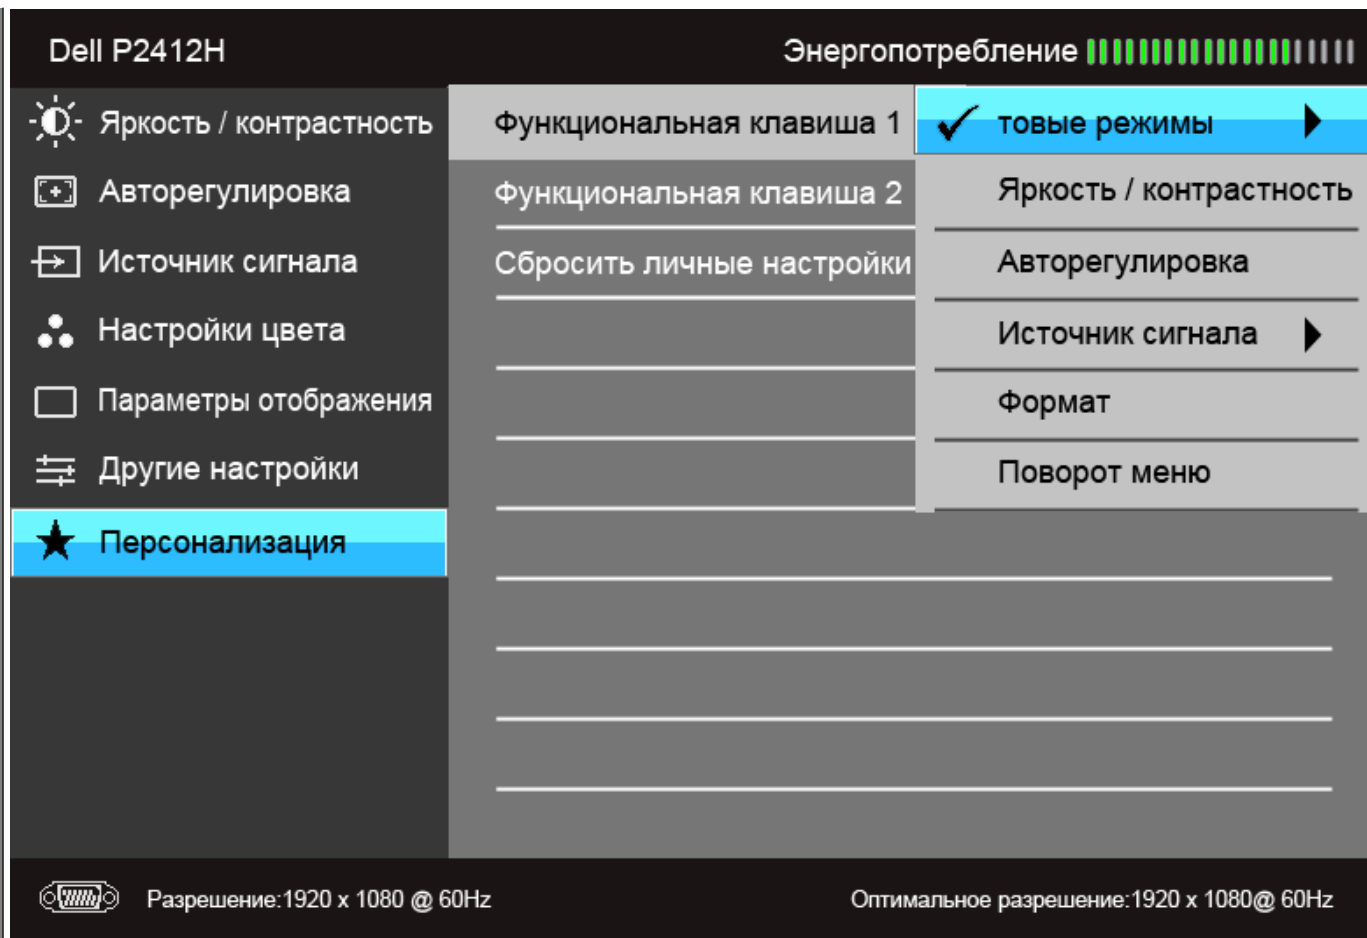 Dell P2412H
Энергопотребление
Яркость / контрастность
Авторегулировка
Источник сигнала
Настройки цвета
Параметры отображения
Другие настройки
Персонализация
Функциональная клавиша 1
Функциональная клавиша 2
Сбросить личные настройки
товые режимы
Яркость / контрастность
Авторегулировка
Источник сигнала
Формат
Поворот меню
Разрешение:1920 x 1080 @ 60Hz
Оптимальное разрешение:1920 x 1080@ 60Hz